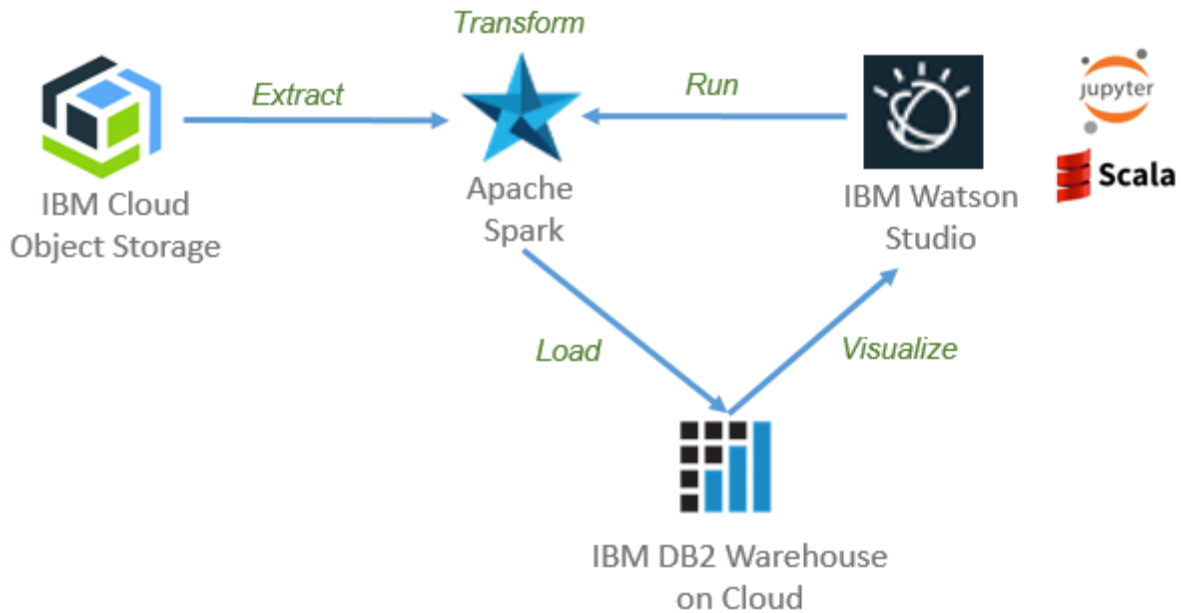 Transform
Extract
Run
jupyter
Scala
IBM Cloud
Object Storage
Apache
Spark
IBM Watson
Studio
Load
Visualize
IBM DB2 Warehouse
on Cloud